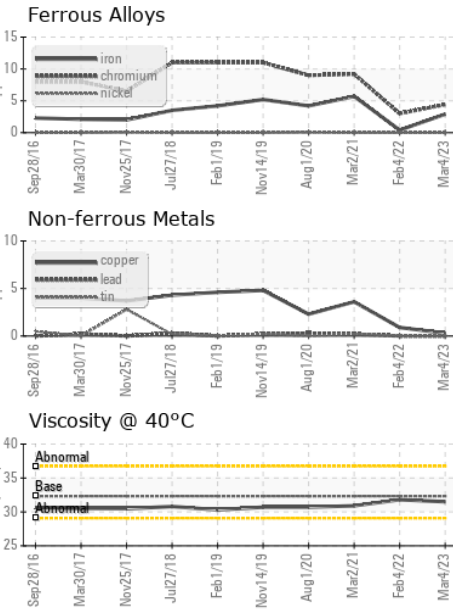 Ferrous Alloys
15
10
5
0
iron
chromium
nickel
Sep28/16
Mar30/17
Nov25/17
Jul27/18
Feb1/19
Nov14/19
Aug1/20
Mar2/21
Feb4/22
Mar4/23
Non-ferrous Metals
10
5
0
copper
lead
tin
Sep28/16
Mar30/17
Nov25/17
Jul27/18
Feb1/19
Nov14/19
Aug1/20
Mar2/21
Feb4/22
Mar4/23
Viscosity @ 40°C
40
35
30
25
Abnormal
Base
Abnormal
Sep28/16
Mar30/17
Nov25/17
Jul27/18
Feb1/19
Nov14/19
Aug1/20
Mar2/21
Feb4/22
Mar4/23